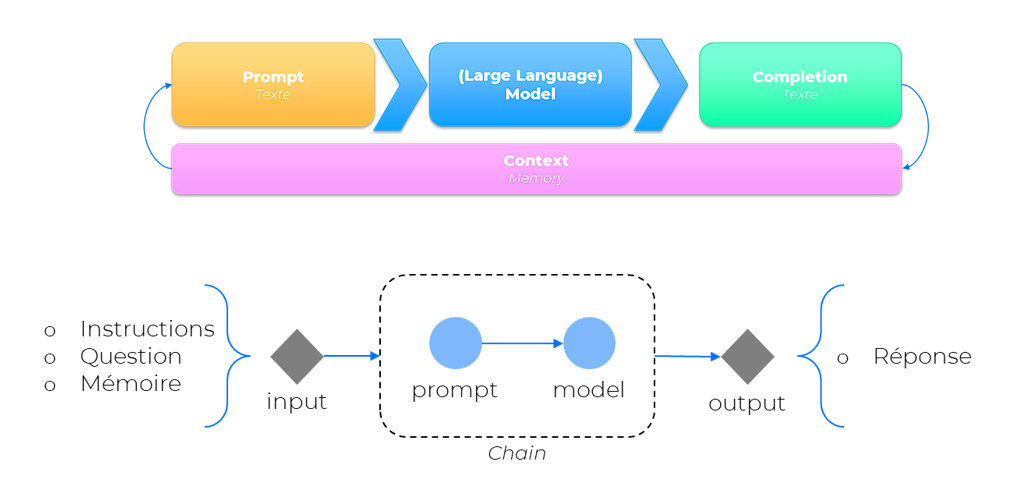 Prompt
Texte
(Large Language)
Model
Completion
Texte
Context
Memory
o Instructions
o Question
o Mémoire
input
prompt
model
Chain
output
o Réponse